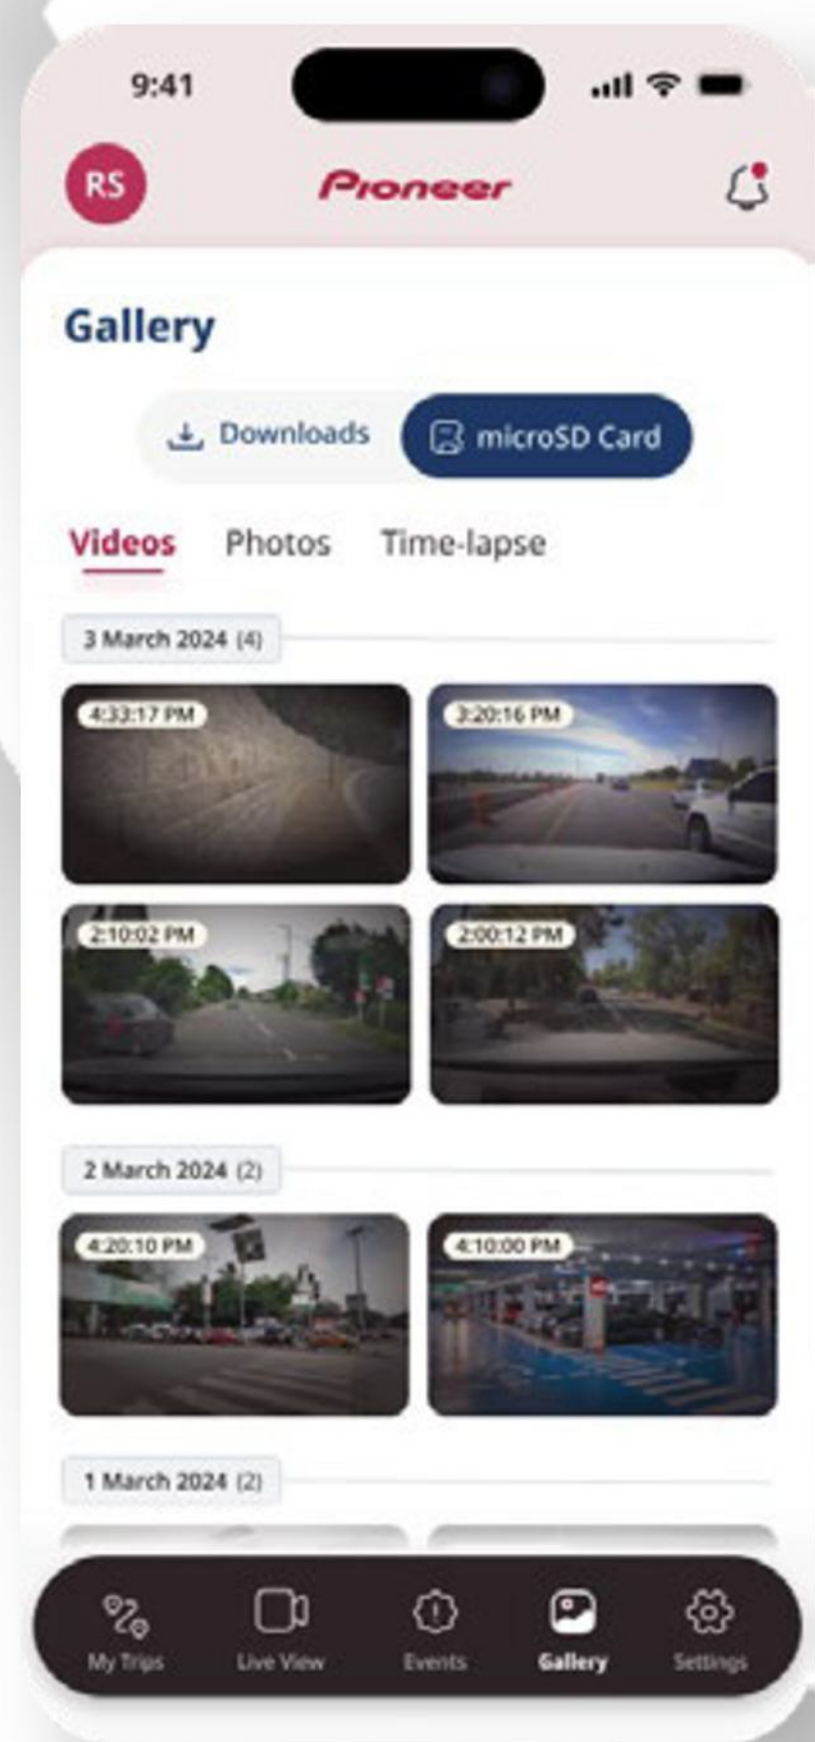 9:41
RS
Pioneer
Gallery
Downloads
microSD Card
Videos Photos Time-lapse
3 March 2024 (4)
4:33:17 PM
3:20:16 PM
2:10:02 PM
2:00:12 PM
2 March 2024 (2)
4:20:10 PM
4:10:00 PM
1 March 2024 (2)
My Trips
Live View
Events
Gallery
Settings